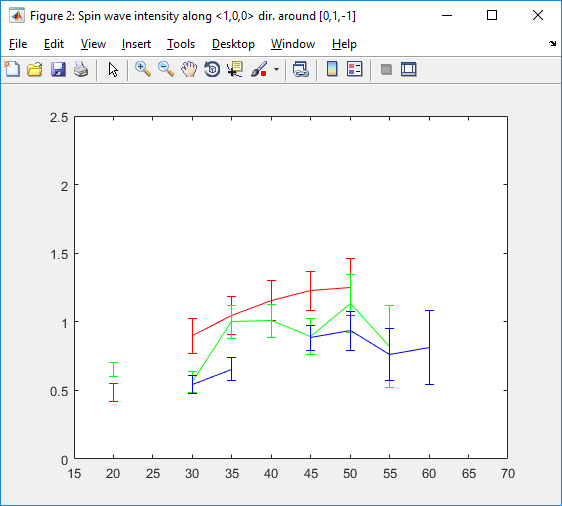 Figure 2: Spin wave intensity along <1,0,0> dir. around [0,1,-1]
File Edit View Insert Tools Desktop Window Help
2.5
2
1.5
1
0.5
0
15 20 25 30 35 40 45 50 55 60 65 70